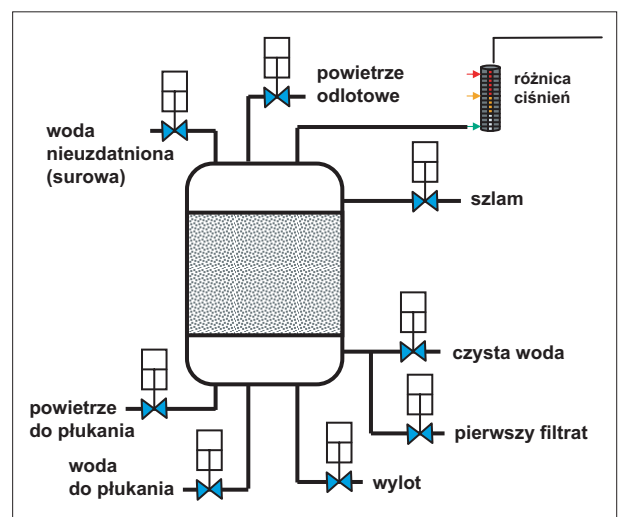 powietrze
odlotowe
różnica
ciśnień
woda
nieuzdatniona
(surowa)
szlam
czysta woda
powietrze
do płukania
pierwszy filtrat
woda
do płukania
wylot